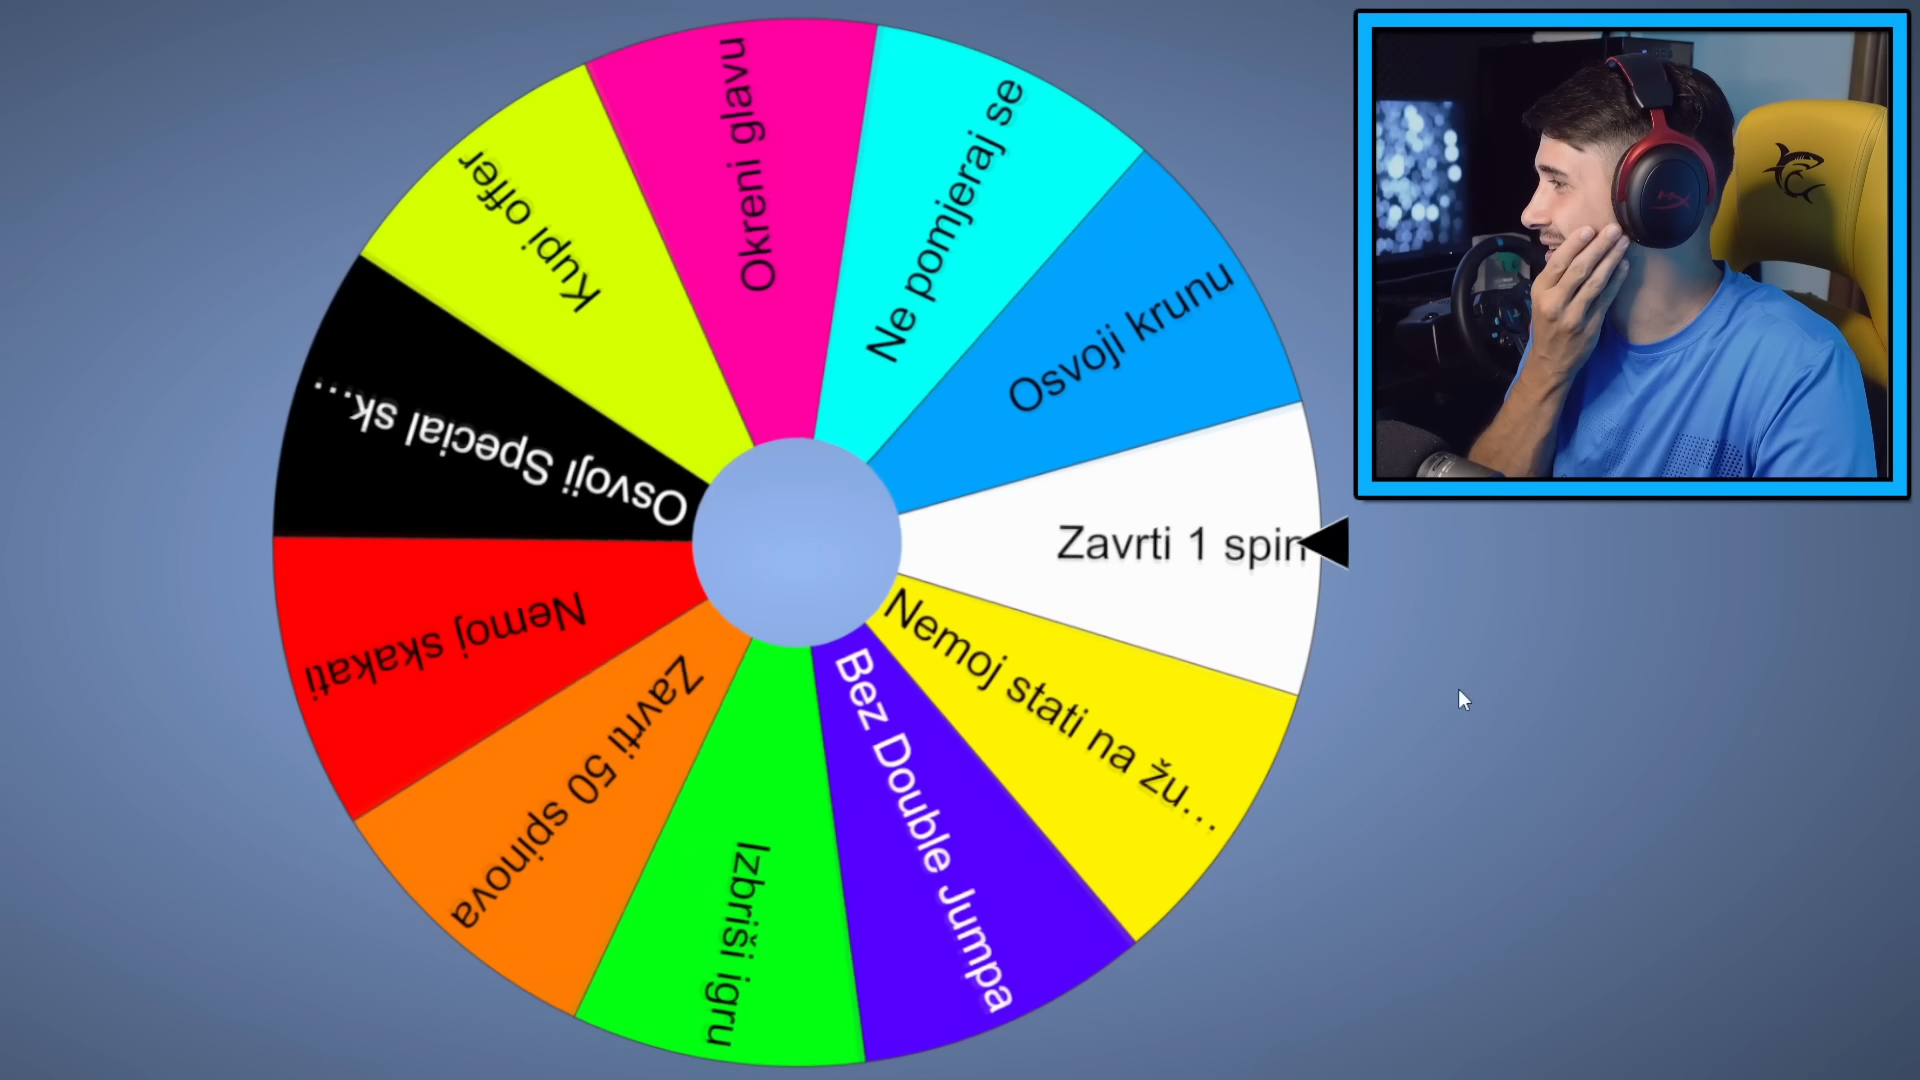 Okreni glavu
Ne pomjeraj se
Osvoji krunu
Zavrti 1 spin
Nemoj stati na žu...
Bez Double Jumpa
Izbriši igru
Zavrti 50 spinova
Nemoj skakati
Osvoji Special sk...
Kupi offer